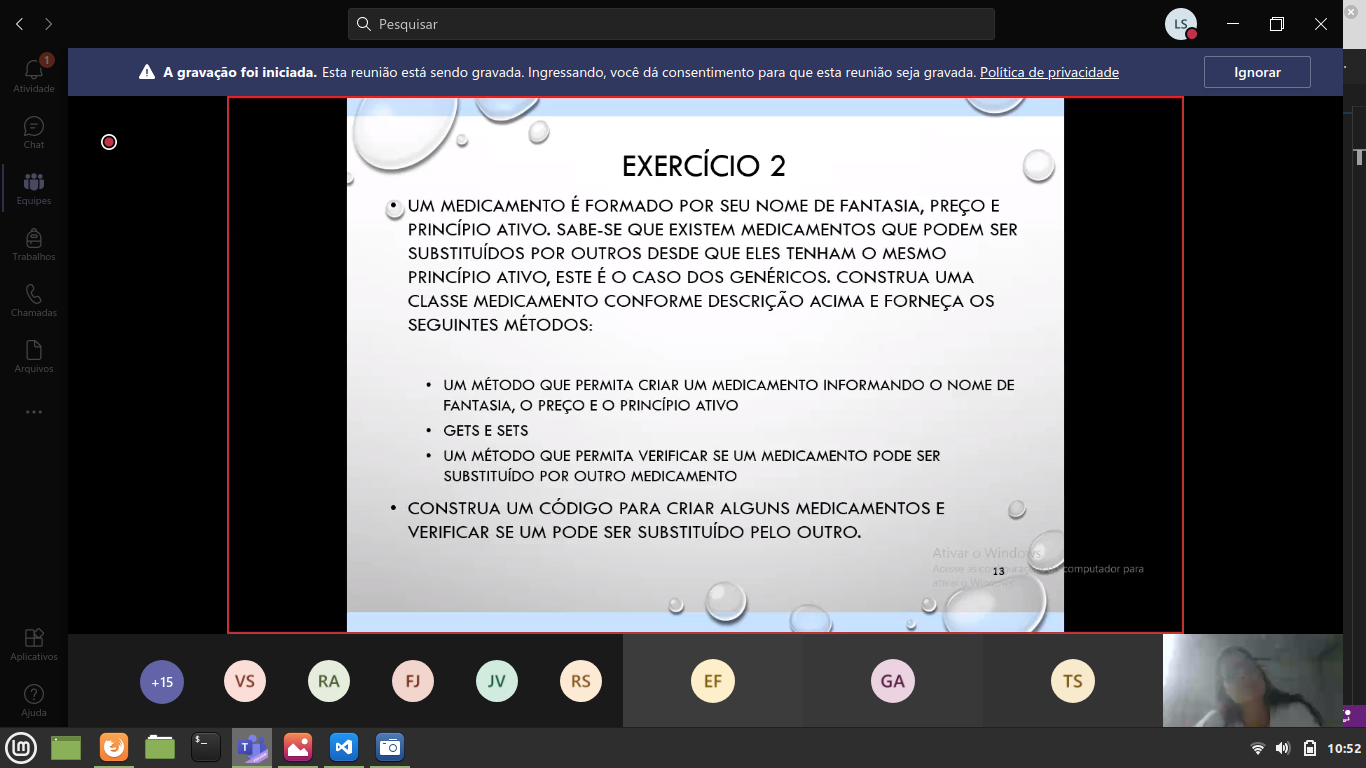 Pesquisar
LS
1
Atividade
Chat
Equipes
Trabalhos
Chamadas
Arquivos
Aplicativos
Ajuda
A gravação foi iniciada. Esta reunião está sendo gravada. Ingressando, você dá consentimento para que esta reunião seja gravada. Política de privacidade
Ignorar
EXERCÍCIO 2
• UM MEDICAMENTO É FORMADO POR SEU NOME DE FANTASIA, PREÇO E
PRINCÍPIO ATIVO. SABE-SE QUE EXISTEM MEDICAMENTOS QUE PODEM SER
SUBSTITUÍDOS POR OUTROS DESDE QUE ELES TENHAM O MESMO
PRINCÍPIO ATIVO, ESTE É O CASO DOS GENÉRICOS. CONSTRUA UMA
CLASSE MEDICAMENTO CONFORME DESCRIÇÃO ACIMA E FORNEÇA OS
SEGUINTES MÉTODOS:
• UM MÉTODO QUE PERMITA CRIAR UM MEDICAMENTO INFORMANDO O NOME DE
FANTASIA, O PREÇO E O PRINCÍPIO ATIVO
• GETS E SETS
• UM MÉTODO QUE PERMITA VERIFICAR SE UM MEDICAMENTO PODE SER
SUBSTITUÍDO POR OUTRO MEDICAMENTO
• CONSTRUA UM CÓDIGO PARA CRIAR ALGUNS MEDICAMENTOS E
VERIFICAR SE UM PODE SER SUBSTITUÍDO PELO OUTRO.
Ativar o Windows
Acesse as computador para
ativar o Windows
13
+15
VS
RA
FJ
JV
RS
EF
GA
TS
T
10:52